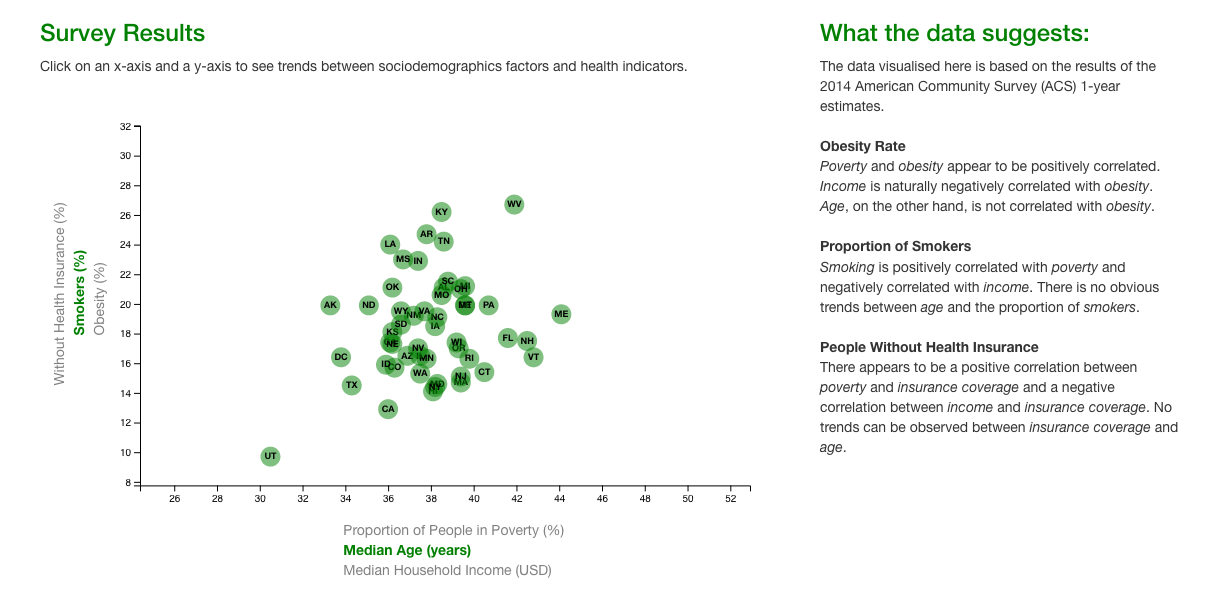 Survey Results
Click on an x-axis and a y-axis to see trends between sociodemographics factors and health indicators.
32
30
28
26
24
22
20
18
16
14
12
10
8
Without Health Insurance (%)
Smokers (%)
Obesity (%)
WV
KY
AR
TN
LA
MS
IN
SC
OK
OH
MO
AK
ND
PA
ME
WY
NM
VA
NC
SD
IA
KS
NE
FL
NH
WI
OR
NV
DC
AZ
MN
RI
VT
ID
CO
WA
CT
NJ
MA
TX
CA
UT
26
28
30
32
34
36
38
40
42
44
46
48
50
52
Proportion of People in Poverty (%)
Median Age (years)
Median Household Income (USD)
What the data suggests:
The data visualised here is based on the results of the
2014 American Community Survey (ACS) 1-year
estimates.
Obesity Rate
Poverty and obesity appear to be positively correlated.
Income is naturally negatively correlated with obesity.
Age, on the other hand, is not correlated with obesity.
Proportion of Smokers
Smoking is positively correlated with poverty and
negatively correlated with income. There is no obvious
trends between age and the proportion of smokers.
People Without Health Insurance
There appears to be a positive correlation between
poverty and insurance coverage and a negative
correlation between income and insurance coverage. No
trends can be observed between insurance coverage and
age.